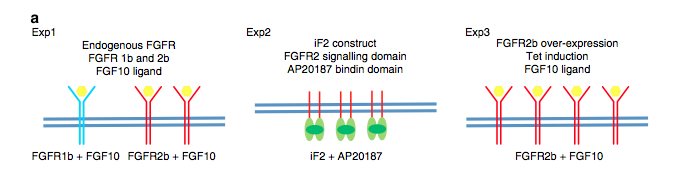 a
Exp1
Endogenous FGFR
FGFR 1b and 2b
FGF10 ligand
FGFR1b + FGF10
FGFR2b + FGF10
Exp2
iF2 construct
FGFR2 signalling domain
AP20187 bindin domain
iF2 + AP20187
Exp3
FGFR2b over-expression
Tet induction
FGF10 ligand
FGFR2b + FGF10